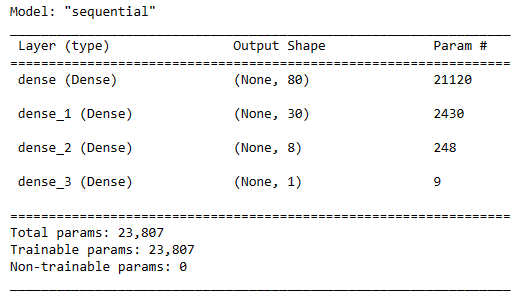 Model: "sequential"
_________________________________________________________________
Layer (type) Output Shape Param #
=================================================================
dense (Dense) (None, 80) 21120
dense_1 (Dense) (None, 30) 2430
dense_2 (Dense) (None, 8) 248
dense_3 (Dense) (None, 1) 9
=================================================================
Total params: 23,807
Trainable params: 23,807
Non-trainable params: 0
_________________________________________________________________